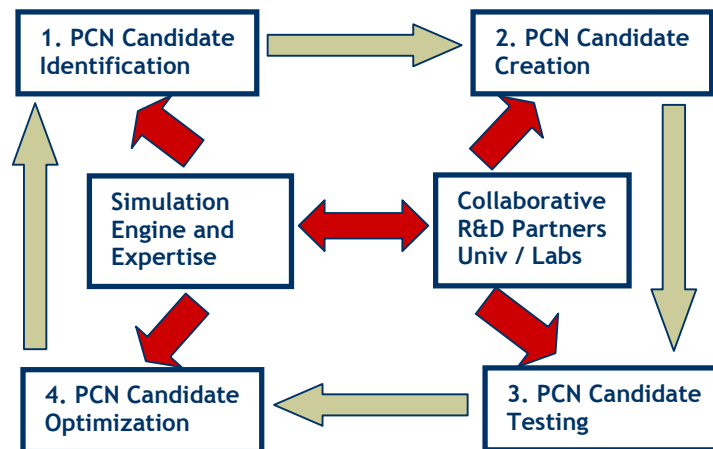 1. PCN Candidate
Identification
2. PCN Candidate
Creation
Simulation
Engine and
Expertise
Collaborative
R&D Partners
Univ / Labs
4. PCN Candidate
Optimization
3. PCN Candidate
Testing